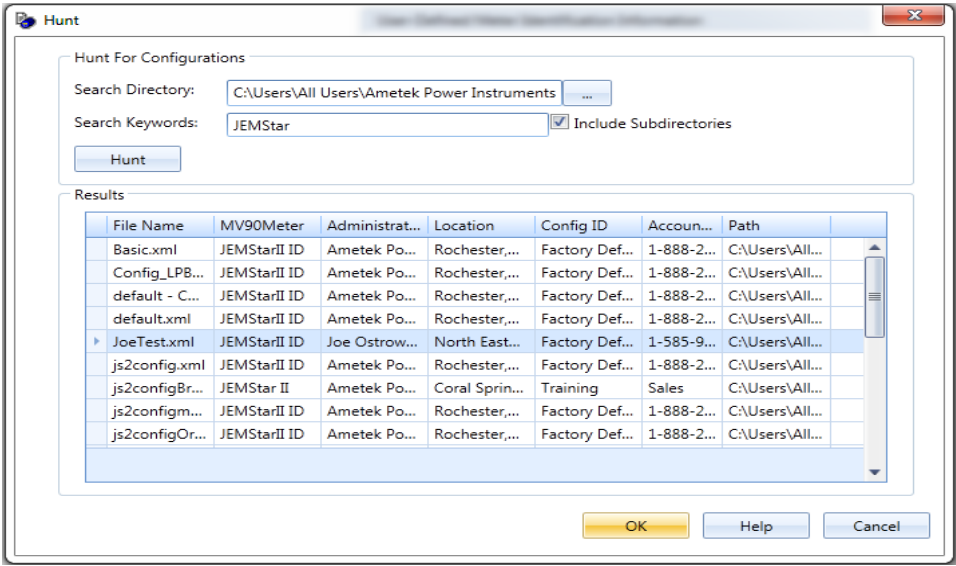 Hunt
Hunt For Configurations
Search Directory: C:\Users\All Users\Ametek Power Instruments ...
Search Keywords: JEMStar Include Subdirectories
Hunt
Results
File Name MV90Meter Administrat... Location Config ID Accoun... Path
Basic.xml JEMStarII ID Ametek Po... Rochester,... Factory Def... 1-888-2... C:\Users\All...
Config_LPB... JEMStarII ID Ametek Po... Rochester,... Factory Def... 1-888-2... C:\Users\All...
default - C... JEMStarII ID Ametek Po... Rochester,... Factory Def... 1-888-2... C:\Users\All...
default.xml JEMStarII ID Ametek Po... Rochester,... Factory Def... 1-888-2... C:\Users\All...
JoeTest.xml JEMStarII ID Joe Ostrow... North East... Factory Def... 1-585-9... C:\Users\All...
js2config.xml JEMStarII ID Ametek Po... Rochester,... Factory Def... 1-888-2... C:\Users\All...
js2configBr... JEMStar II Ametek Po... Coral Sprin... Training Sales C:\Users\All...
js2configm... JEMStarII ID Ametek Po... Rochester,... Factory Def... 1-888-2... C:\Users\All...
js2configOr... JEMStarII ID Ametek Po... Rochester,... Factory Def... 1-888-2... C:\Users\All...
OK Help Cancel